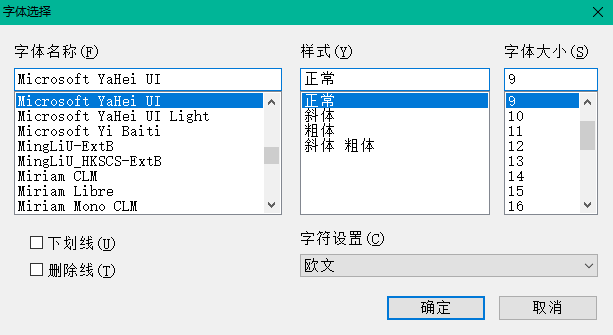 字体选择
字体名称(F)
Microsoft YaHei UI
Microsoft YaHei UI
Microsoft YaHei UI Light
Microsoft Yi Baiti
MingLiU-ExtB
MingLiU_HKSCS-ExtB
Miriam CLM
Miriam Libre
Miriam Mono CLM
样式(Y)
正常
正常
斜体
粗体
斜体 粗体
字体大小(S)
9
9
10
11
12
13
14
15
16
下划线(U)
删除线(T)
字符设置(C)
欧文
确定
取消